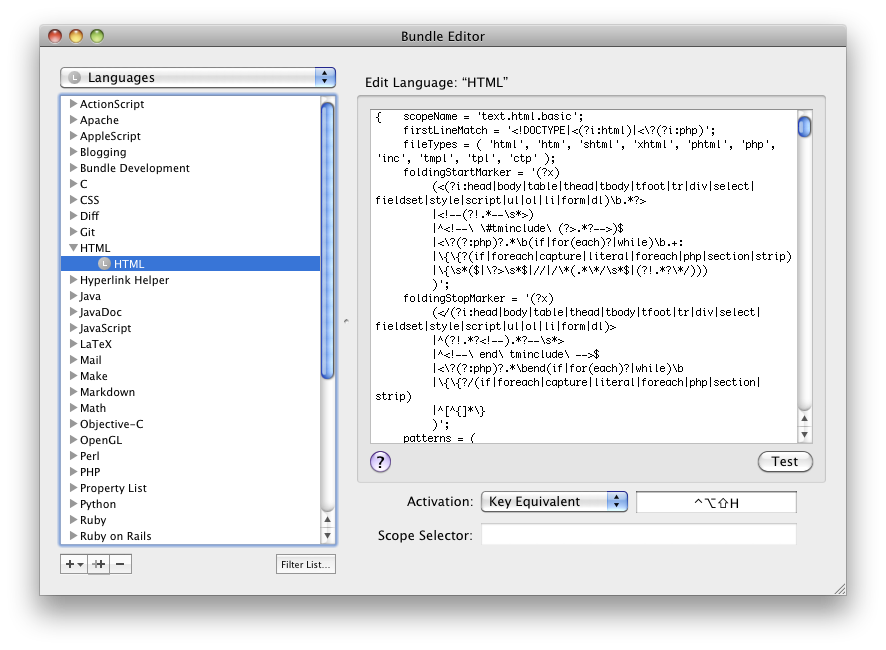 Bundle Editor
Languages
ActionScript
Apache
AppleScript
Blogging
Bundle Development
C
CSS
Diff
Git
HTML
L HTML
Hyperlink Helper
Java
JavaDoc
JavaScript
LaTeX
Mail
Make
Markdown
Math
Objective-C
OpenGL
Perl
PHP
Property List
Python
Ruby
Ruby on Rails
Filter List...
Edit Language: “HTML”
{ scopeName = 'text.html.basic';
firstLineMatch = '<!DOCTYPE|<(?i:html)|<\?(?i:php)';
fileTypes = ( 'html', 'htm', 'shtml', 'xhtml', 'phtml', 'php',
'inc', 'tmpl', 'tpl', 'ctp' );
foldingStartMarker = '(?x)
(<(?i:head|body|table|thead|tbody|tfoot|tr|div|select|
fieldset|style|script|ul|ol|li|form|dl)\b.*?>
|<!--(?!.*--\s*>)
|^<!--\ \#tminclude\ (?>.*?-->)$
|<\?(?:php)?.*\b(if|for(each)?|while)\b.+:
|\{\{?(if|foreach|capture|literal|foreach|php|section|strip)
|\{\s*($|\?>\s*$|//|/\*(.*\*/\s*$|(?!.*?\*/)))
)';
foldingStopMarker = '(?x)
(</(?i:head|body|table|thead|tbody|tfoot|tr|div|select|
fieldset|style|script|ul|ol|li|form|dl)>
|^(?!.*?<!--).*?--\s*>
|^<!--\ end\ tminclude\ -->$
|<\?(?:php)?.*\bend(if|for(each)?|while)\b
|\{\{?/(if|foreach|capture|literal|foreach|php|section|
strip)
|^[^{]*\}
)';
patterns = (
?
Test
Activation: Key Equivalent ^⌥⇧H
Scope Selector: